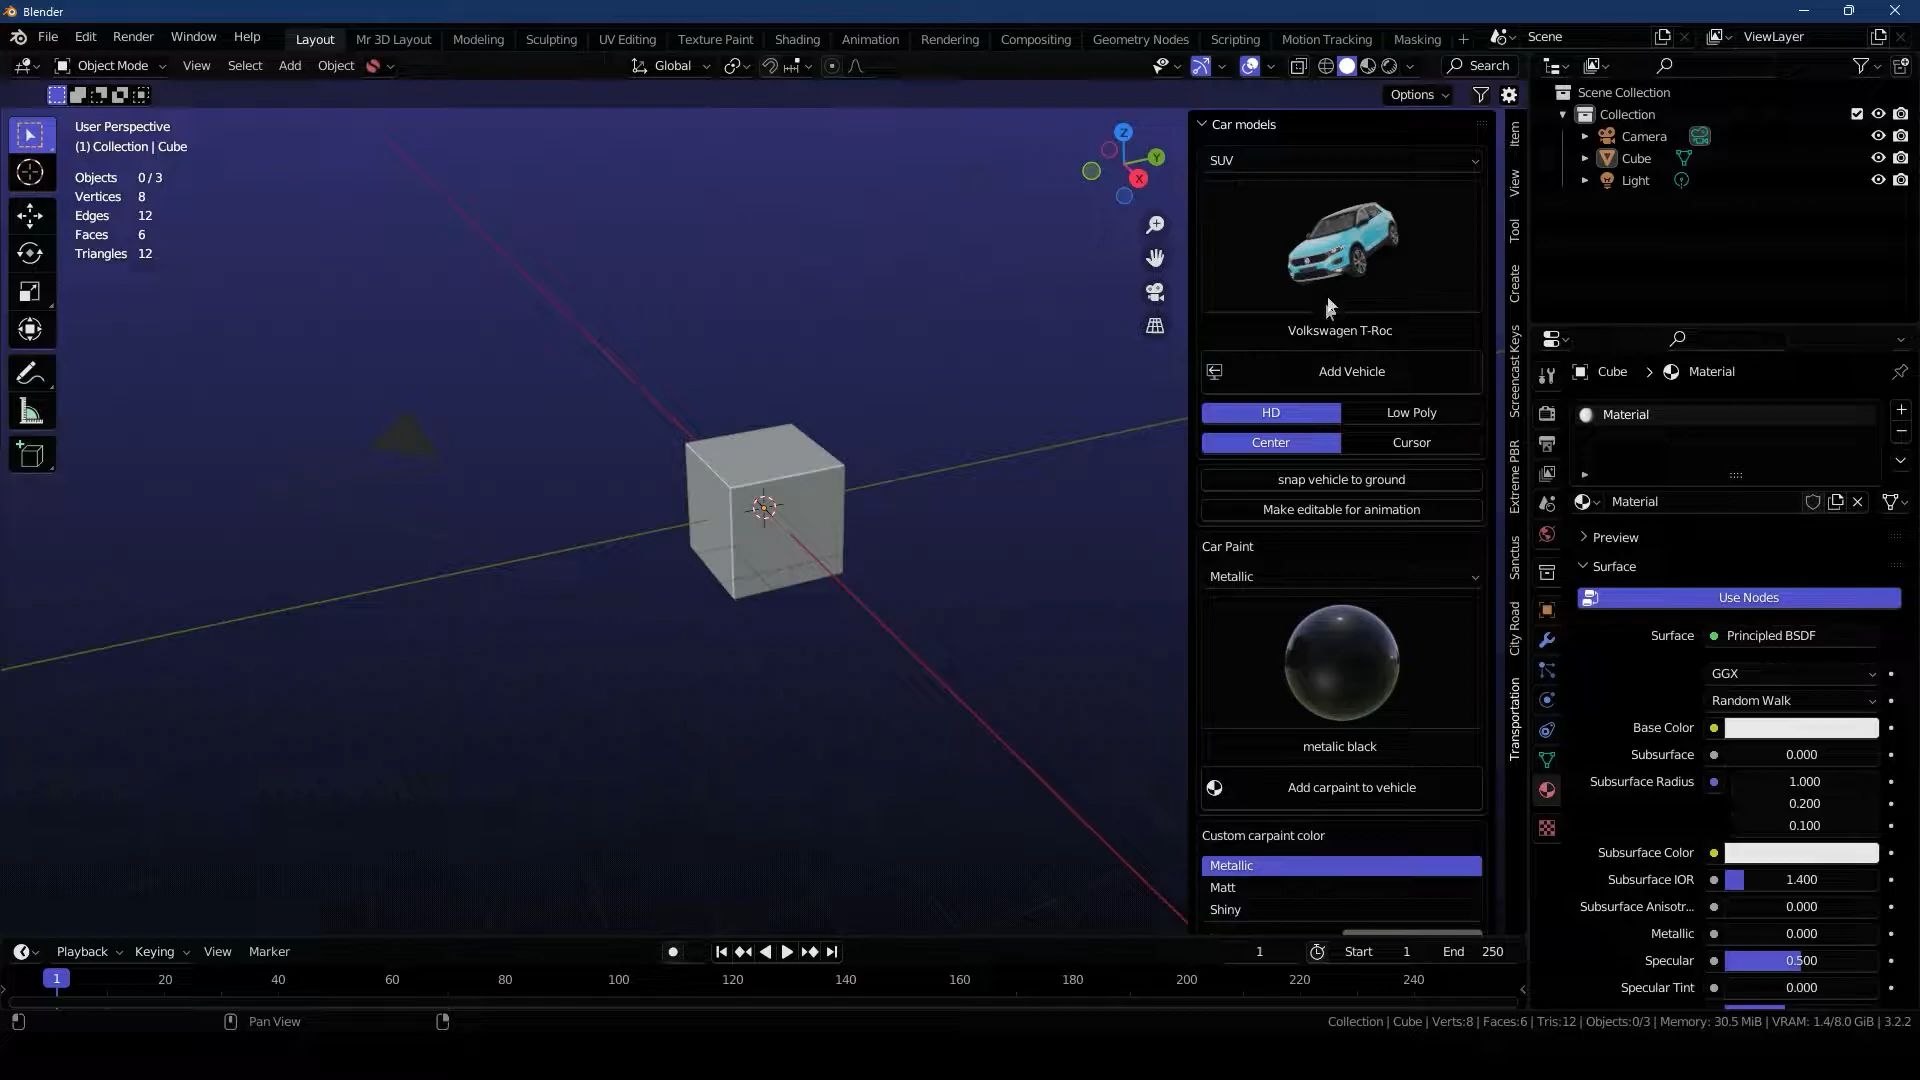 Blender
File Edit Render Window Help Layout Mr 3D Layout Modeling Sculpting UV Editing Texture Paint Shading Animation Rendering Compositing Geometry Nodes Scripting Motion Tracking Masking + Scene ViewLayer
Object Mode View Select Add Object Global Search
Options
User Perspective
(1) Collection | Cube
Objects 0 / 3
Vertices 8
Edges 12
Faces 6
Triangles 12
Z
Y
X
Car models
SUV
Volkswagen T-Roc
Add Vehicle
HD Low Poly
Center Cursor
snap vehicle to ground
Make editable for animation
Car Paint
Metallic
metalic black
Add carpaint to vehicle
Custom carpaint color
Metallic
Matt
Shiny
Item
View
Tool
Create
Screencast Keys
Extreme PBR
Sanctus
City Road
Transportation
Scene Collection
Collection
Camera
Cube
Light
Cube > Material
Material
Material
Preview
Surface
Use Nodes
Surface Principled BSDF
GGX
Random Walk
Base Color
Subsurface 0.000
Subsurface Radius 1.000
0.200
0.100
Subsurface Color
Subsurface IOR 1.400
Subsurface Anisotr... 0.000
Metallic 0.000
Specular 0.500
Specular Tint 0.000
Playback Keying View Marker 1 Start 1 End 250
1 20 40 60 80 100 120 140 160 180 200 220 240
Pan View
Collection | Cube | Verts:8 | Faces:6 | Tris:12 | Objects:0/3 | Memory: 30.5 MiB | VRAM: 1.4/8.0 GiB | 3.2.2